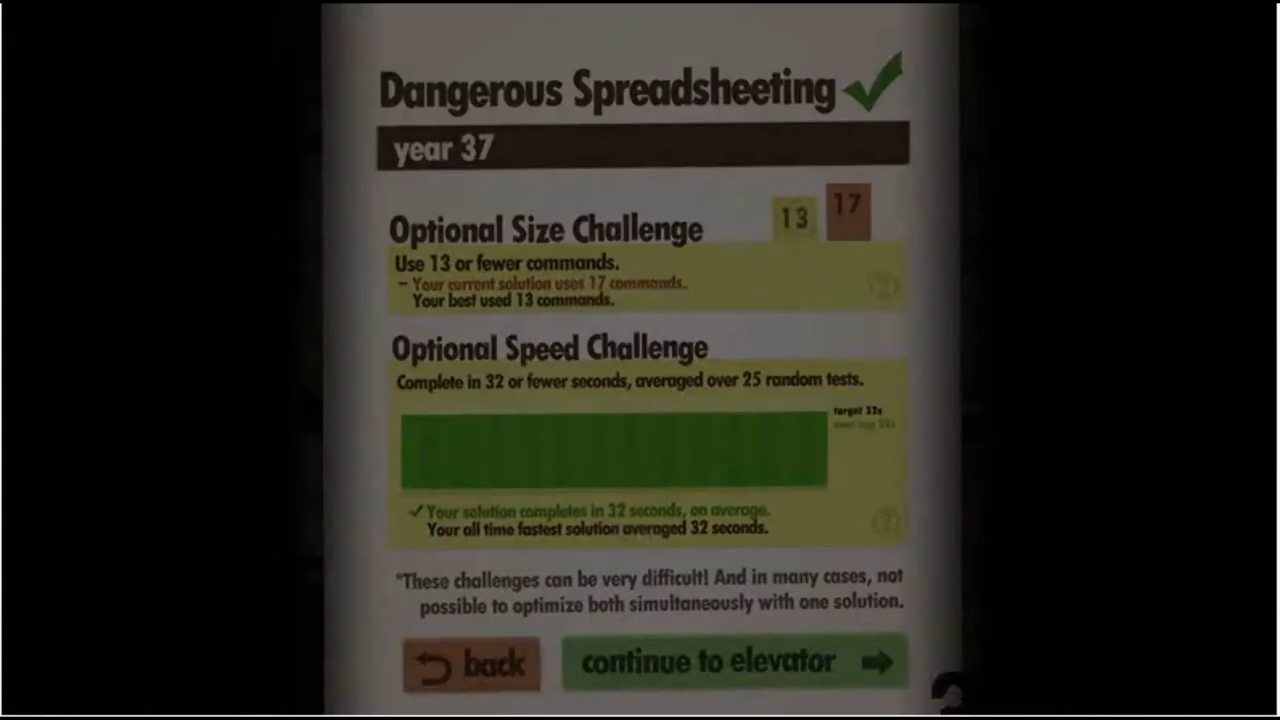 Dangerous Spreadsheeting
year 37
13
17
Optional Size Challenge
Use 13 or fewer commands.
– Your current solution uses 17 commands.
Your best used 13 commands.
?
Optional Speed Challenge
Complete in 32 or fewer seconds, averaged over 25 random tests.
target 32s
Your solution completes in 32 seconds, on average.
Your all time fastest solution averaged 32 seconds.
?
*These challenges can be very difficult! And in many cases, not
possible to optimize both simultaneously with one solution.
back
continue to elevator